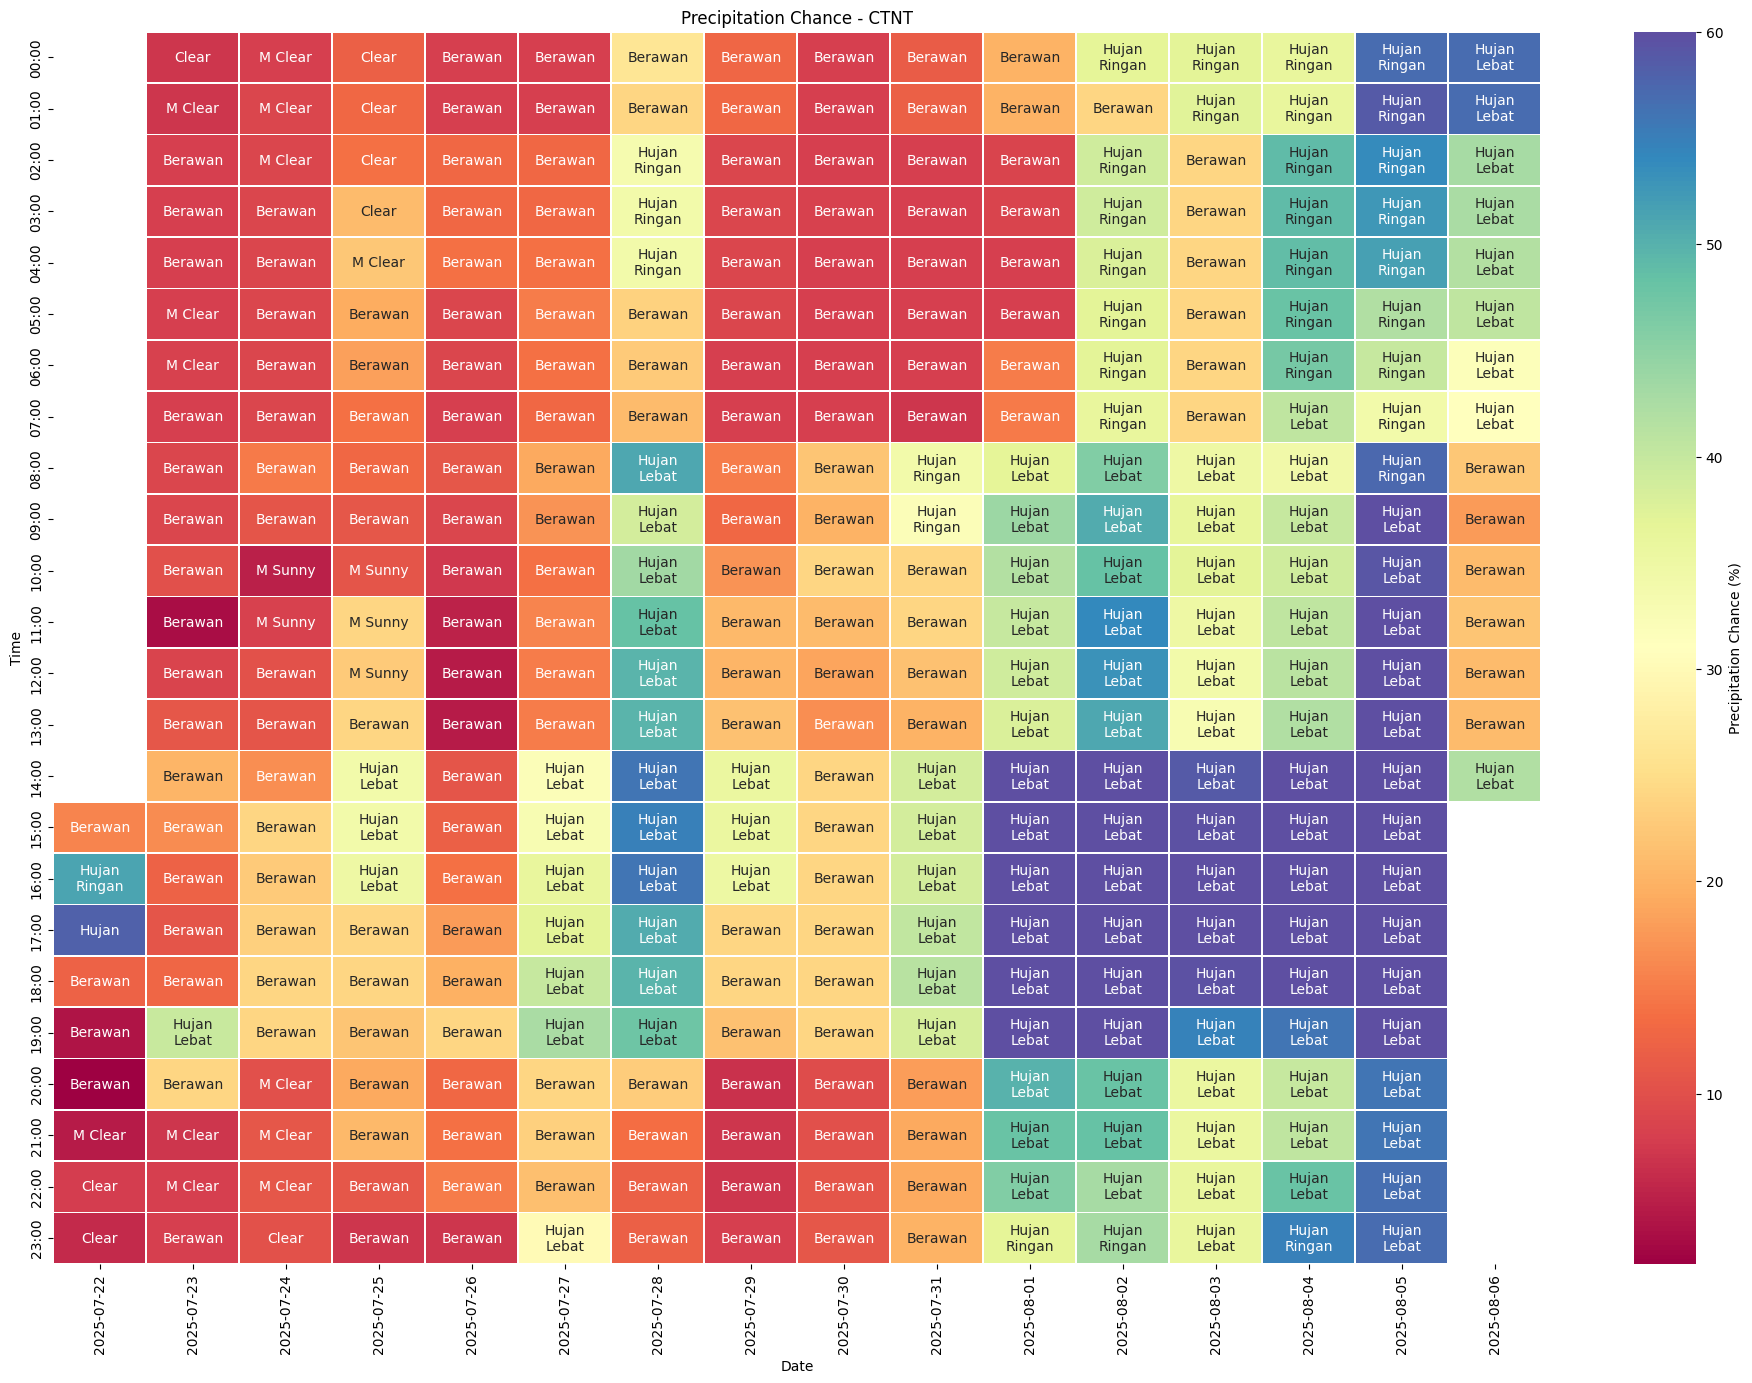 Precipitation Chance - CTNT
00:00 Clear M Clear Clear Berawan Berawan Berawan Berawan Berawan Berawan Berawan Hujan Ringan Hujan Ringan Hujan Ringan Hujan Ringan Hujan Lebat
01:00 M Clear M Clear Clear Berawan Berawan Berawan Berawan Berawan Berawan Berawan Berawan Hujan Ringan Hujan Ringan Hujan Ringan Hujan Lebat
02:00 Berawan M Clear Clear Berawan Berawan Hujan Ringan Berawan Berawan Berawan Berawan Hujan Ringan Berawan Hujan Ringan Hujan Ringan Hujan Lebat
03:00 Berawan Berawan Clear Berawan Berawan Hujan Ringan Berawan Berawan Berawan Berawan Hujan Ringan Berawan Hujan Ringan Hujan Ringan Hujan Lebat
04:00 Berawan Berawan M Clear Berawan Berawan Hujan Ringan Berawan Berawan Berawan Berawan Hujan Ringan Berawan Hujan Ringan Hujan Ringan Hujan Lebat
05:00 M Clear Berawan Berawan Berawan Berawan Berawan Berawan Berawan Berawan Berawan Hujan Ringan Berawan Hujan Ringan Hujan Ringan Hujan Lebat
06:00 M Clear Berawan Berawan Berawan Berawan Berawan Berawan Berawan Berawan Berawan Hujan Ringan Berawan Hujan Ringan Hujan Ringan Hujan Lebat
07:00 Berawan Berawan Berawan Berawan Berawan Berawan Berawan Berawan Berawan Berawan Hujan Ringan Berawan Hujan Lebat Hujan Ringan Hujan Lebat
08:00 Berawan Berawan Berawan Berawan Berawan Hujan Lebat Berawan Berawan Hujan Ringan Hujan Lebat Hujan Lebat Hujan Lebat Hujan Lebat Hujan Ringan Berawan
09:00 Berawan Berawan Berawan Berawan Berawan Hujan Lebat Berawan Berawan Hujan Ringan Hujan Lebat Hujan Lebat Hujan Lebat Hujan Lebat Hujan Lebat Berawan
10:00 Berawan M Sunny M Sunny Berawan Berawan Hujan Lebat Berawan Berawan Berawan Hujan Lebat Hujan Lebat Hujan Lebat Hujan Lebat Hujan Lebat Berawan
11:00 Berawan M Sunny M Sunny Berawan Berawan Hujan Lebat Berawan Berawan Berawan Hujan Lebat Hujan Lebat Hujan Lebat Hujan Lebat Hujan Lebat Berawan
12:00 Berawan Berawan M Sunny Berawan Berawan Hujan Lebat Berawan Berawan Berawan Hujan Lebat Hujan Lebat Hujan Lebat Hujan Lebat Hujan Lebat Berawan
13:00 Berawan Berawan Berawan Berawan Berawan Hujan Lebat Berawan Berawan Berawan Hujan Lebat Hujan Lebat Hujan Lebat Hujan Lebat Hujan Lebat Berawan
14:00 Berawan Berawan Hujan Lebat Berawan Hujan Lebat Hujan Lebat Hujan Lebat Berawan Hujan Lebat Hujan Lebat Hujan Lebat Hujan Lebat Hujan Lebat Hujan Lebat Hujan Lebat
15:00 Berawan Berawan Berawan Hujan Lebat Berawan Hujan Lebat Hujan Lebat Hujan Lebat Berawan Hujan Lebat Hujan Lebat Hujan Lebat Hujan Lebat Hujan Lebat Hujan Lebat
16:00 Hujan Ringan Berawan Berawan Hujan Lebat Berawan Hujan Lebat Hujan Lebat Hujan Lebat Berawan Hujan Lebat Hujan Lebat Hujan Lebat Hujan Lebat Hujan Lebat Hujan Lebat
17:00 Hujan Berawan Berawan Berawan Berawan Hujan Lebat Hujan Lebat Berawan Berawan Hujan Lebat Hujan Lebat Hujan Lebat Hujan Lebat Hujan Lebat Hujan Lebat
18:00 Berawan Berawan Berawan Berawan Berawan Hujan Lebat Hujan Lebat Berawan Berawan Hujan Lebat Hujan Lebat Hujan Lebat Hujan Lebat Hujan Lebat Hujan Lebat
19:00 Berawan Hujan Lebat Berawan Berawan Berawan Hujan Lebat Hujan Lebat Berawan Berawan Hujan Lebat Hujan Lebat Hujan Lebat Hujan Lebat Hujan Lebat Hujan Lebat
20:00 Berawan Berawan M Clear Berawan Berawan Berawan Berawan Berawan Berawan Berawan Hujan Lebat Hujan Lebat Hujan Lebat Hujan Lebat Hujan Lebat
21:00 M Clear M Clear M Clear Berawan Berawan Berawan Berawan Berawan Berawan Berawan Hujan Lebat Hujan Lebat Hujan Lebat Hujan Lebat Hujan Lebat
22:00 Clear M Clear M Clear Berawan Berawan Berawan Berawan Berawan Berawan Berawan Hujan Lebat Hujan Lebat Hujan Lebat Hujan Lebat Hujan Lebat
23:00 Clear Berawan Clear Berawan Berawan Hujan Lebat Berawan Berawan Berawan Berawan Hujan Ringan Hujan Ringan Hujan Lebat Hujan Ringan Hujan Lebat
2025-07-22 2025-07-23 2025-07-24 2025-07-25 2025-07-26 2025-07-27 2025-07-28 2025-07-29 2025-07-30 2025-07-31 2025-08-01 2025-08-02 2025-08-03 2025-08-04 2025-08-05 2025-08-06
Date
Time
60
50
40
30
20
10
Precipitation Chance (%)